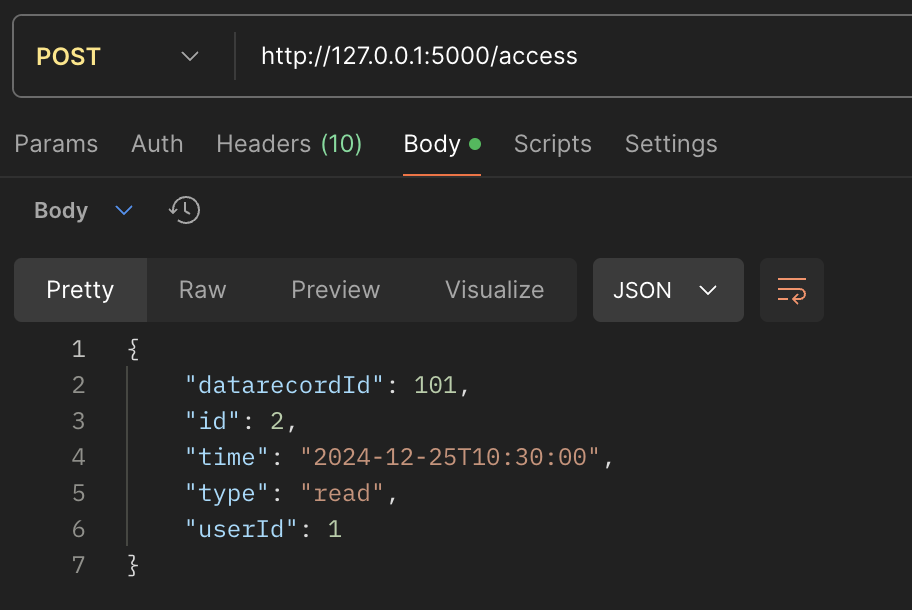 POST http://127.0.0.1:5000/access
Params Auth Headers (10) Body Scripts Settings
Body
Pretty Raw Preview Visualize JSON
1 {
2 "datarecordId": 101,
3 "id": 2,
4 "time": "2024-12-25T10:30:00",
5 "type": "read",
6 "userId": 1
7 }